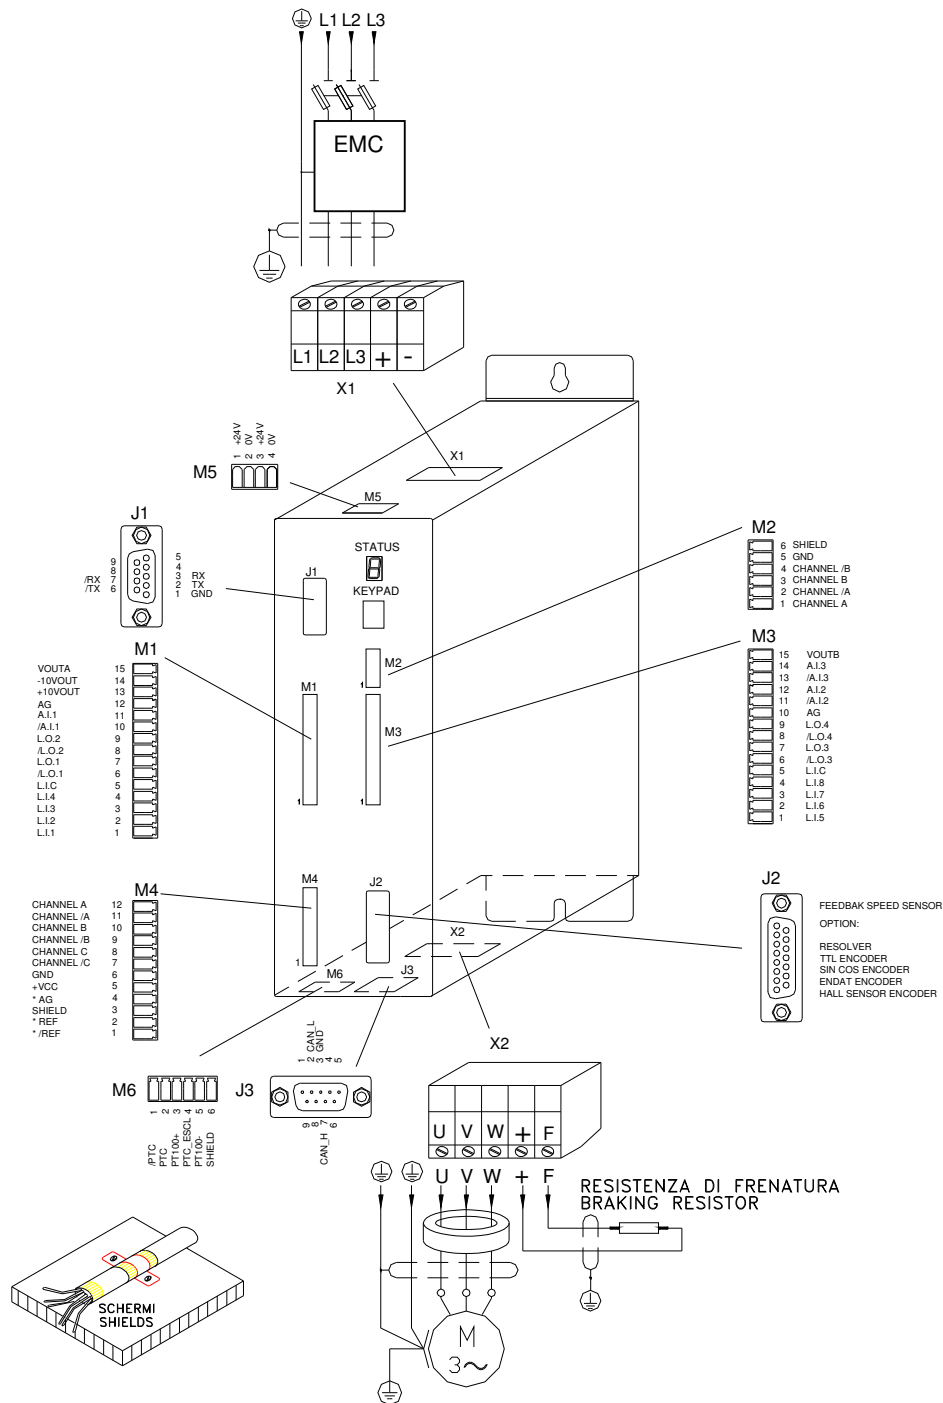 L1 L2 L3
EMC
L1 L2 L3 + -
X1
1 +24V
2 0V
3 +24V
4 0V
M5
X1
M5
J1
9
8
/RX 7
/TX 6
5
4
3 RX
2 TX
1 GND
STATUS
J1
KEYPAD
M2
6 SHIELD
5 GND
4 CHANNEL /B
3 CHANNEL B
2 CHANNEL /A
1 CHANNEL A
M1
VOUTA 15
-10VOUT 14
+10VOUT 13
AG 12
A.I.1 11
/A.I.1 10
L.O.2 9
/L.O.2 8
L.O.1 7
/L.O.1 6
L.I.C 5
L.I.4 4
L.I.3 3
L.I.2 2
L.I.1 1
M2
1
M1
1
M3
1
M3
15 VOUTB
14 A.I.3
13 /A.I.3
12 A.I.2
11 /A.I.2
10 AG
9 L.O.4
8 /L.O.4
7 L.O.3
6 /L.O.3
5 L.I.C
4 L.I.8
3 L.I.7
2 L.I.6
1 L.I.5
M4
CHANNEL A 12
CHANNEL /A 11
CHANNEL B 10
CHANNEL /B 9
CHANNEL C 8
CHANNEL /C 7
GND 6
+VCC 5
* AG 4
SHIELD 3
* REF 2
* /REF 1
M4
1
J2
X2
M6
J3
J2
FEEDBAK SPEED SENSOR
OPTION:
RESOLVER
TTL ENCODER
SIN COS ENCODER
ENDAT ENCODER
HALL SENSOR ENCODER
M6
1 /PTC
2 PTC
3 PT100+
4 PTC_ESCL
5 PT100-
6 SHIELD
J3
1
2 CAN_L
3 GND
4
5
9
8
7 CAN_H
6
X2
U V W + F
U V W + F
RESISTENZA DI FRENATURA
BRAKING RESISTOR
M
3~
SCHERMI
SHIELDS